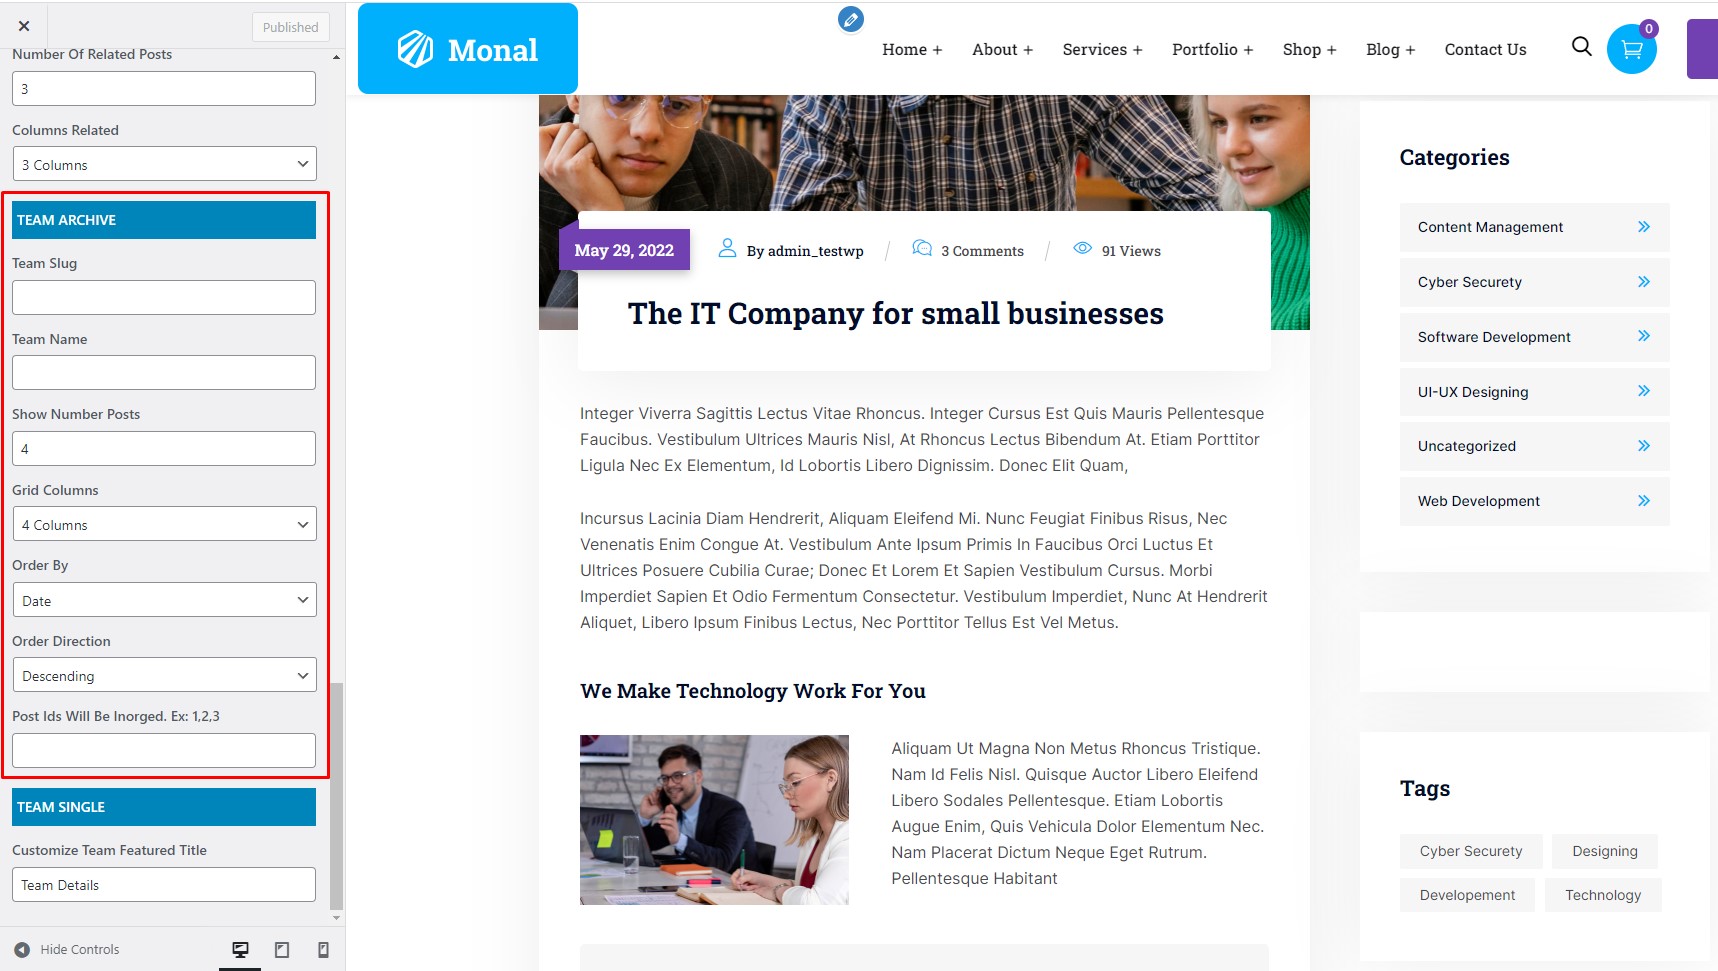 Published
Number Of Related Posts
3
Columns Related
3 Columns
TEAM ARCHIVE
Team Slug
Team Name
Show Number Posts
4
Grid Columns
4 Columns
Order By
Date
Order Direction
Descending
Post Ids Will Be Inorged. Ex: 1,2,3
TEAM SINGLE
Customize Team Featured Title
Team Details
Hide Controls
Monal
Home + About + Services + Portfolio + Shop + Blog + Contact Us
0
May 29, 2022 By admin_testwp / 3 Comments / 91 Views
The IT Company for small businesses
Integer Viverra Sagittis Lectus Vitae Rhoncus. Integer Cursus Est Quis Mauris Pellentesque
Faucibus. Vestibulum Ultrices Mauris Nisl, At Rhoncus Lectus Bibendum At. Etiam Porttitor
Ligula Nec Ex Elementum, Id Lobortis Libero Dignissim. Donec Elit Quam,
Incursus Lacinia Diam Hendrerit, Aliquam Eleifend Mi. Nunc Feugiat Finibus Risus, Nec
Venenatis Enim Congue At. Vestibulum Ante Ipsum Primis In Faucibus Orci Luctus Et
Ultrices Posuere Cubilia Curae; Donec Et Lorem Et Sapien Vestibulum Cursus. Morbi
Imperdiet Sapien Et Odio Fermentum Consectetur. Vestibulum Imperdiet, Nunc At Hendrerit
Aliquet, Libero Ipsum Finibus Lectus, Nec Porttitor Tellus Est Vel Metus.
We Make Technology Work For You
Aliquam Ut Magna Non Metus Rhoncus Tristique.
Nam Id Felis Nisl. Quisque Auctor Libero Eleifend
Libero Sodales Pellentesque. Etiam Lobortis
Augue Enim, Quis Vehicula Dolor Elementum Nec.
Nam Placerat Dictum Neque Eget Rutrum.
Pellentesque Habitant
Categories
Content Management
Cyber Securety
Software Development
UI-UX Designing
Uncategorized
Web Development
Tags
Cyber Securety Designing
Developement Technology